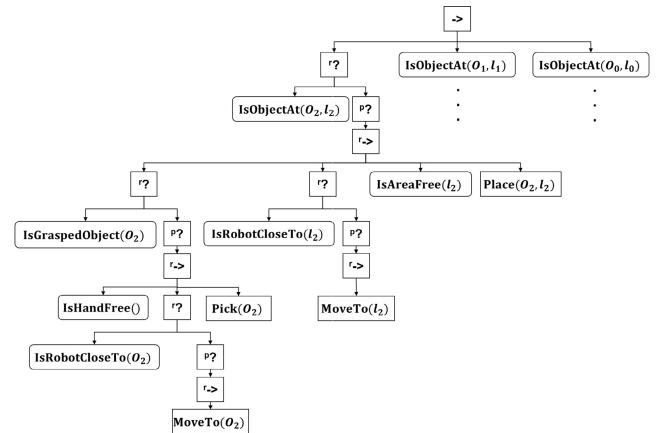 ->
ʳ?
IsObjectAt(O₁, l₁)
IsObjectAt(O₀, l₀)
IsObjectAt(O₂, l₂)
ᵖ?
ʳ->
ʳ?
ʳ?
IsAreaFree(l₂)
Place(O₂, l₂)
IsGraspedObject(O₂)
ᵖ?
IsRobotCloseTo(l₂)
ᵖ?
ʳ->
ʳ->
IsHandFree()
ʳ?
Pick(O₂)
MoveTo(l₂)
IsRobotCloseTo(O₂)
ᵖ?
ʳ->
MoveTo(O₂)